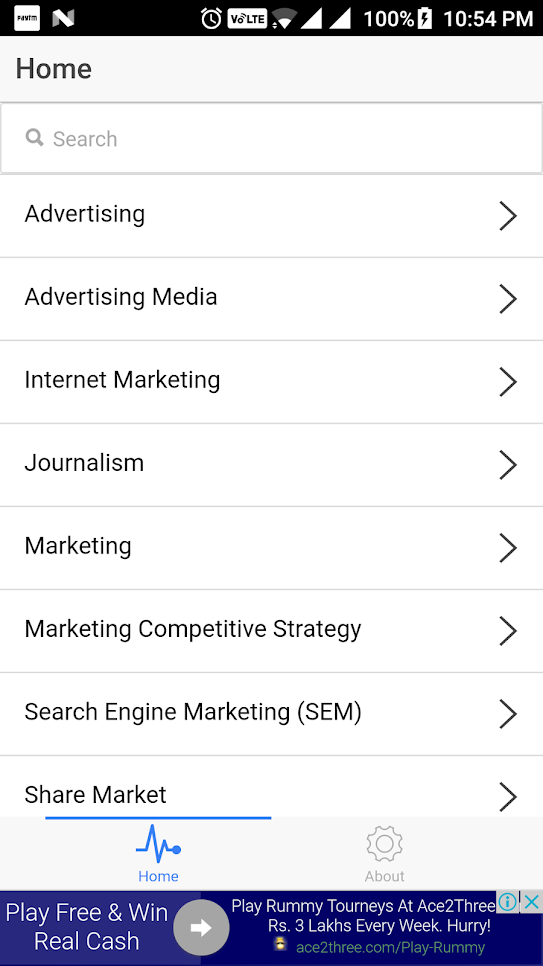 Paytm N VoLTE 100% 10:54 PM
Home
Search
Advertising
Advertising Media
Internet Marketing
Journalism
Marketing
Marketing Competitive Strategy
Search Engine Marketing (SEM)
Share Market
Home About
Play Free & Win
Real Cash
Play Rummy Tourneys At Ace2Three
Rs. 3 Lakhs Every Week. Hurry!
ace2three.com/Play-Rummy